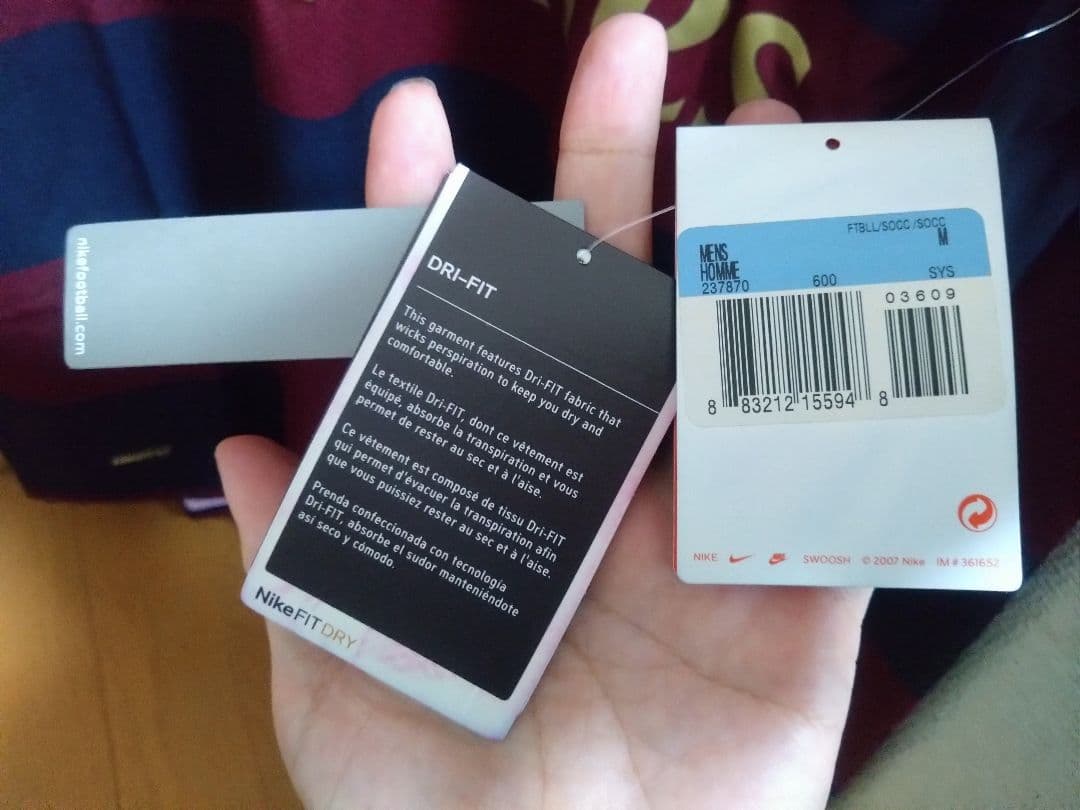 nikefootball.com
DRI-FIT
This garment features Dri-FIT fabric that
wicks perspiration to keep you dry and
comfortable.
Le textile Dri-FIT, dont ce vêtement est
équipé, absorbe la transpiration et vous
permet de rester au sec et à l'aise.
Ce vêtement est composé de tissu Dri-FIT
qui permet d'évacuer la transpiration afin
que vous puissiez rester au sec et à l'aise.
Prenda confeccionada con tecnología
Dri-FIT, absorbe el sudor manteniéndote
así seco y cómodo.
NikeFIT DRY
FTBLL/SOCC/SOCC
M
MENS
HOMME
237870 600 SYS
03609
8 83212 15594 8
NIKE SWOOSH © 2007 Nike IM # 361652